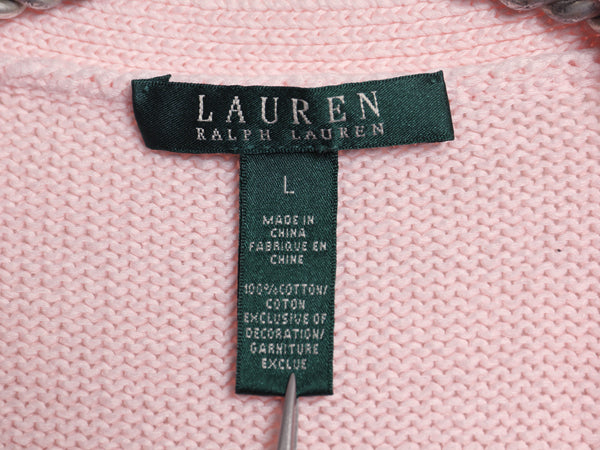 LAUREN
RALPH LAUREN
L
MADE IN
CHINA
FABRIQUE EN
CHINE
100%COTTON/
COTON
EXCLUSIVE OF
DECORATION/
GARNITURE
EXCLUE